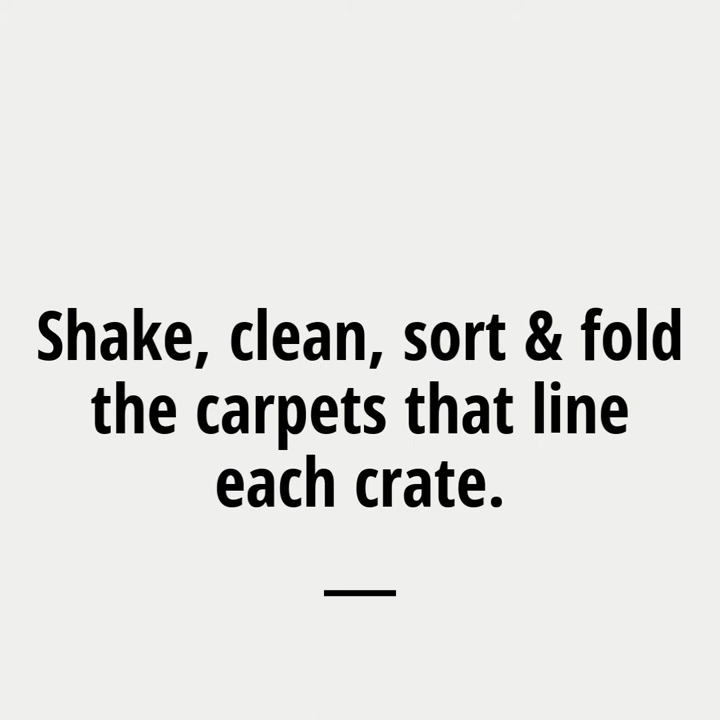 Shake, clean, sort & fold
the carpets that line
each crate.